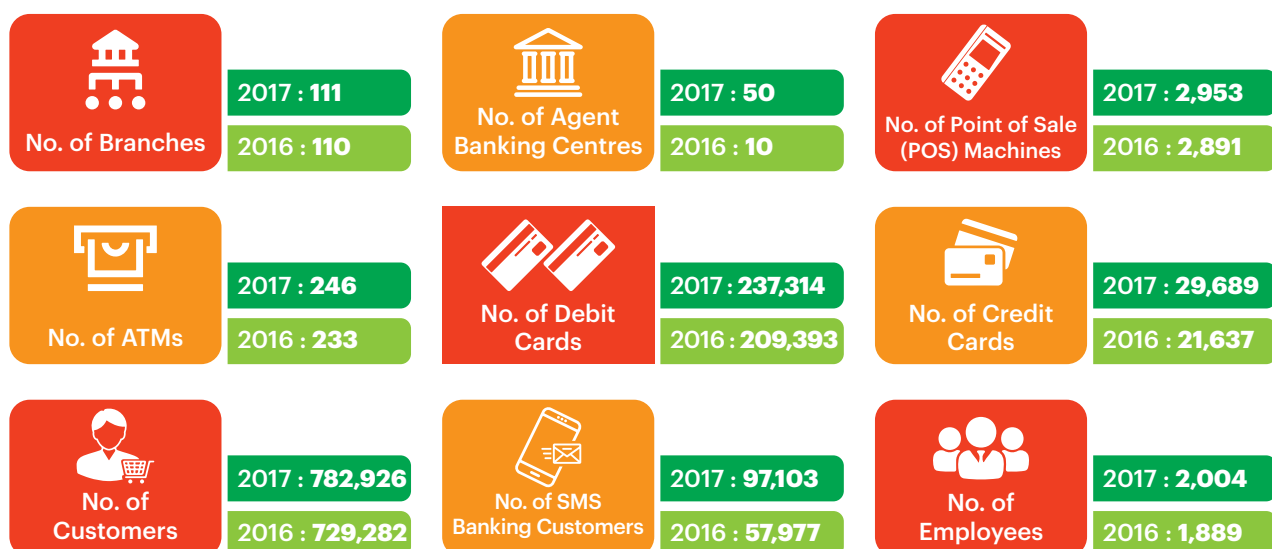 No. of Branches
2017 : 111
2016 : 110
No. of Agent
Banking Centres
2017 : 50
2016 : 10
No. of Point of Sale
(POS) Machines
2017 : 2,953
2016 : 2,891
No. of ATMs
2017 : 246
2016 : 233
No. of Debit
Cards
2017 : 237,314
2016 : 209,393
No. of Credit
Cards
2017 : 29,689
2016 : 21,637
No. of
Customers
2017 : 782,926
2016 : 729,282
No. of SMS
Banking Customers
2017 : 97,103
2016 : 57,977
No. of
Employees
2017 : 2,004
2016 : 1,889